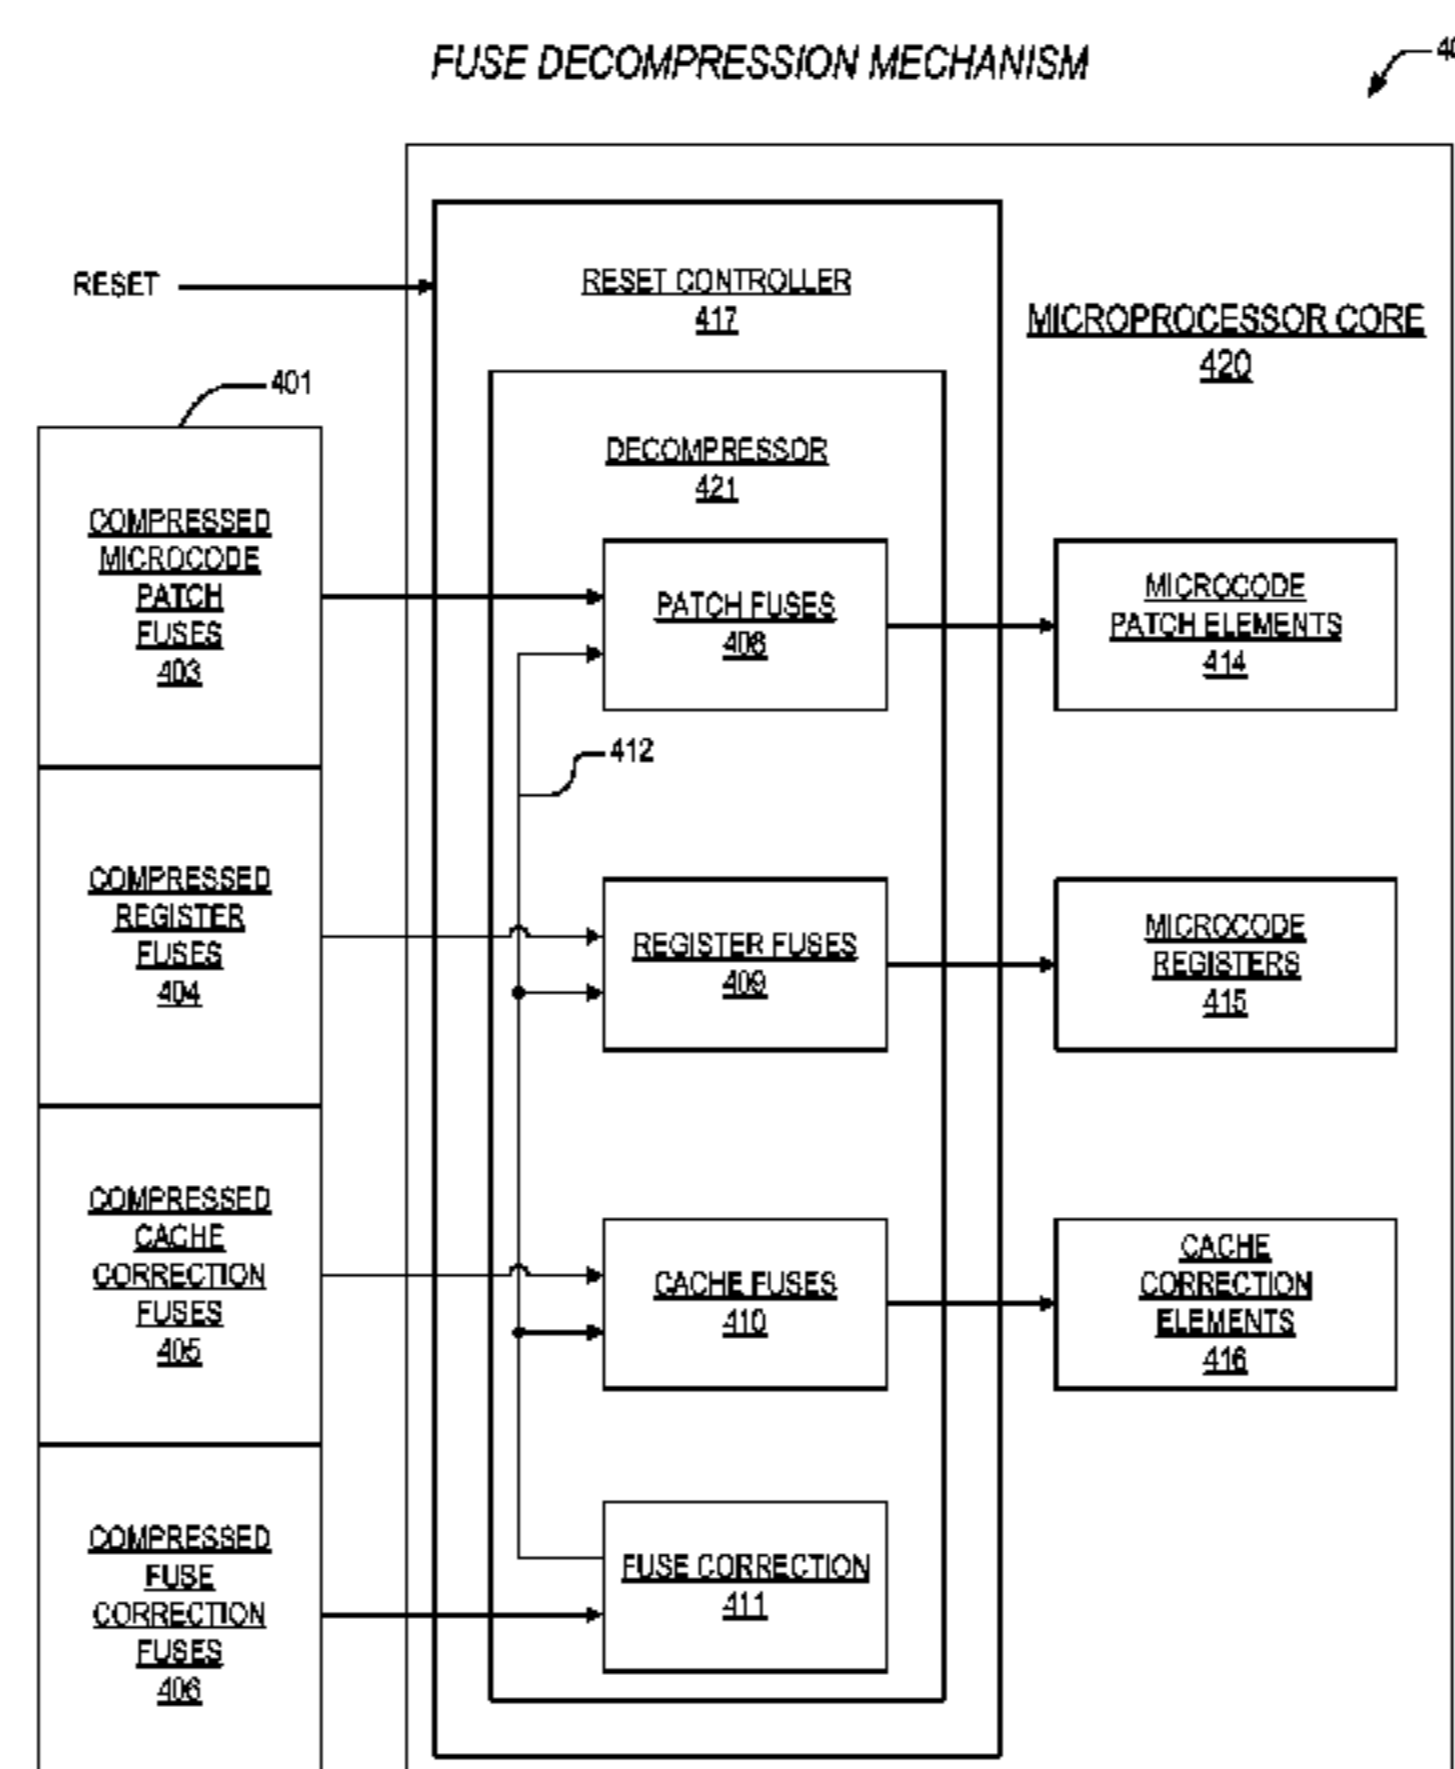 FUSE DECOMPRESSION MECHANISM
RESET
RESET CONTROLLER
417
MICROPROCESSOR CORE
420
401
DECOMPRESSOR
421
COMPRESSED
MICROCODE
PATCH
FUSES
403
PATCH FUSES
408
MICROCODE
PATCH ELEMENTS
414
412
COMPRESSED
REGISTER
FUSES
404
REGISTER FUSES
409
MICROCODE
REGISTERS
415
COMPRESSED
CACHE
CORRECTION
FUSES
405
CACHE FUSES
410
CACHE
CORRECTION
ELEMENTS
416
COMPRESSED
FUSE
CORRECTION
FUSES
406
FUSE CORRECTION
411